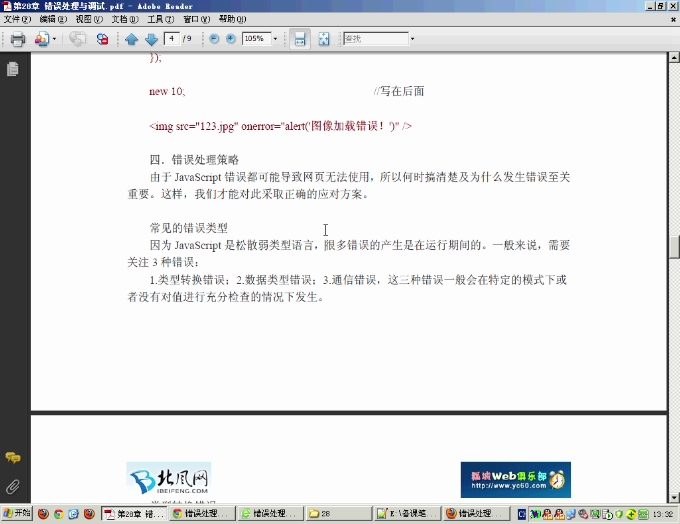 第28章 错误处理与调试.pdf - Adobe Reader
文件(F) 编辑(E) 视图(V) 文档(D) 工具(T) 窗口(W) 帮助(H)
4 / 9 105% 查找
});
new 10; //写在后面
<img src="123.jpg" onerror="alert('图像加载错误！')" />
四．错误处理策略
由于 JavaScript 错误都可能导致网页无法使用，所以何时搞清楚及为什么发生错误至关
重要。这样，我们才能对此采取正确的应对方案。
常见的错误类型
因为 JavaScript 是松散弱类型语言，很多错误的产生是在运行期间的。一般来说，需要
关注 3 种错误：
1.类型转换错误；2.数据类型错误；3.通信错误，这三种错误一般会在特定的模式下或
者没有对值进行充分检查的情况下发生。
北风网
IBEIFENG.COM
瓢城Web俱乐部
http://www.yc60.com
开始 第28章 错... 错误处理... 错误处理... 28 E:\备课笔... 错误处理... 13:32